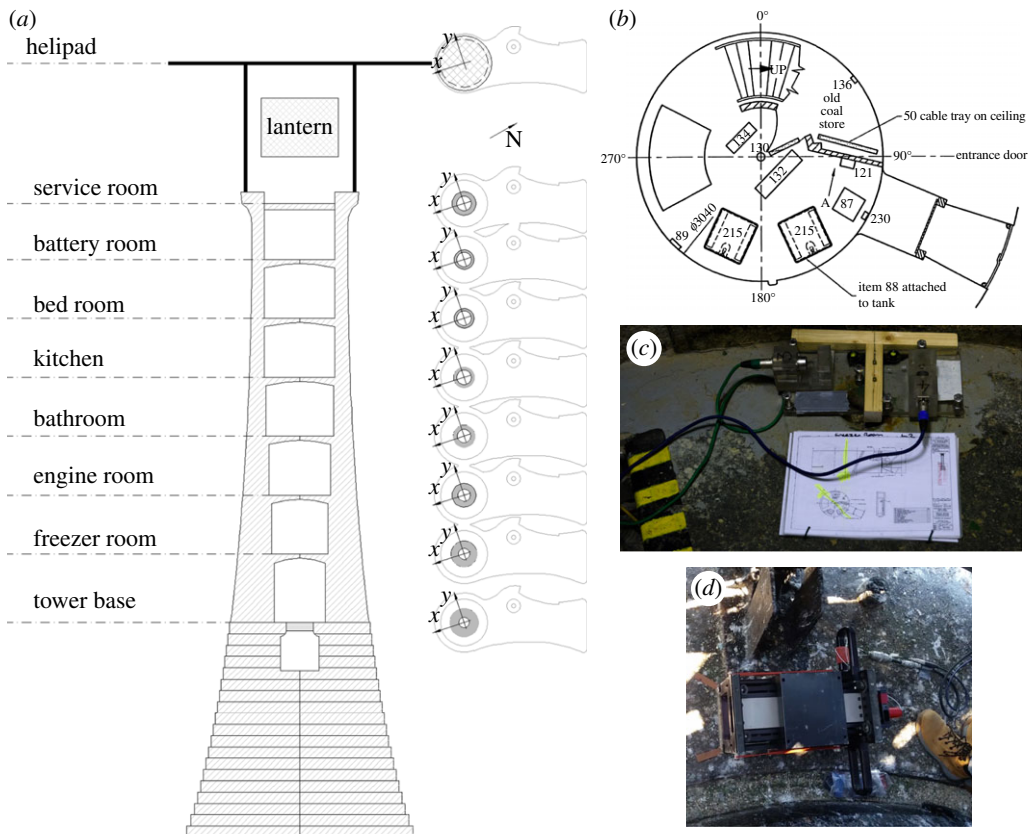 (a)
helipad
lantern
service room
battery room
bed room
kitchen
bathroom
engine room
freezer room
tower base
y
x
N
y
x
y
x
y
x
y
x
y
x
y
x
y
x
y
x
(b)
0°
UP
136
old
coal
store
50 cable tray on ceiling
134
130
270°
90°
entrance door
132
121
A
87
230
89
ϕ3040
215
215
item 88 attached
to tank
180°
(c)
(d)